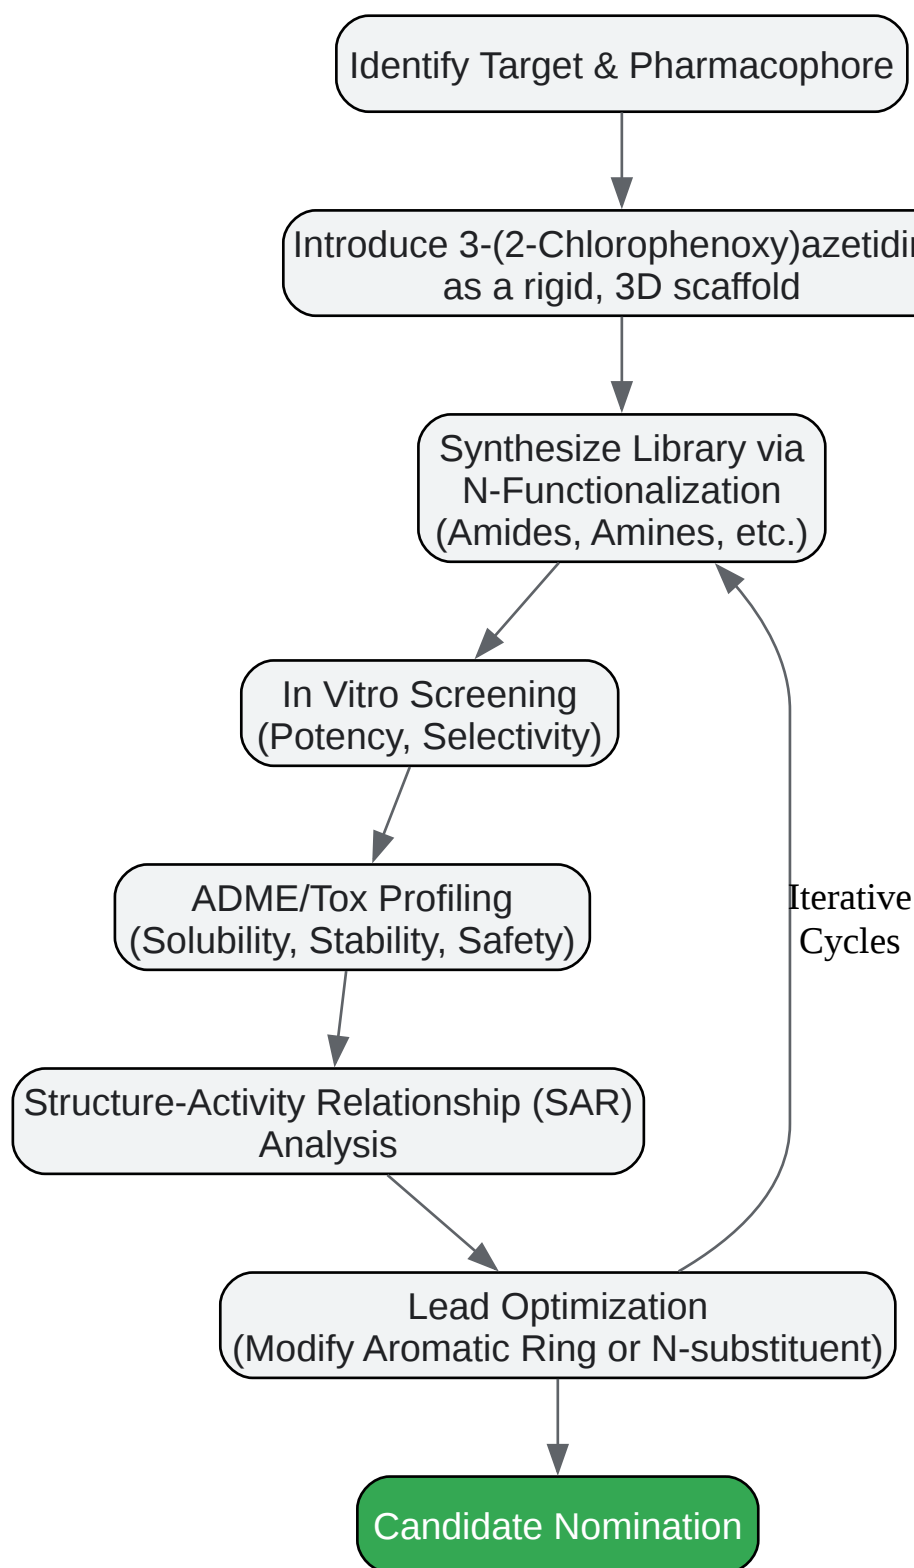 Identify Target & Pharmacophore
Introduce 3-(2-Chlorophenoxy)azetidin
as a rigid, 3D scaffold
Synthesize Library via
N-Functionalization
(Amides, Amines, etc.)
In Vitro Screening
(Potency, Selectivity)
ADME/Tox Profiling
(Solubility, Stability, Safety)
Iterative
Cycles
Structure-Activity Relationship (SAR)
Analysis
Lead Optimization
(Modify Aromatic Ring or N-substituent)
Candidate Nomination